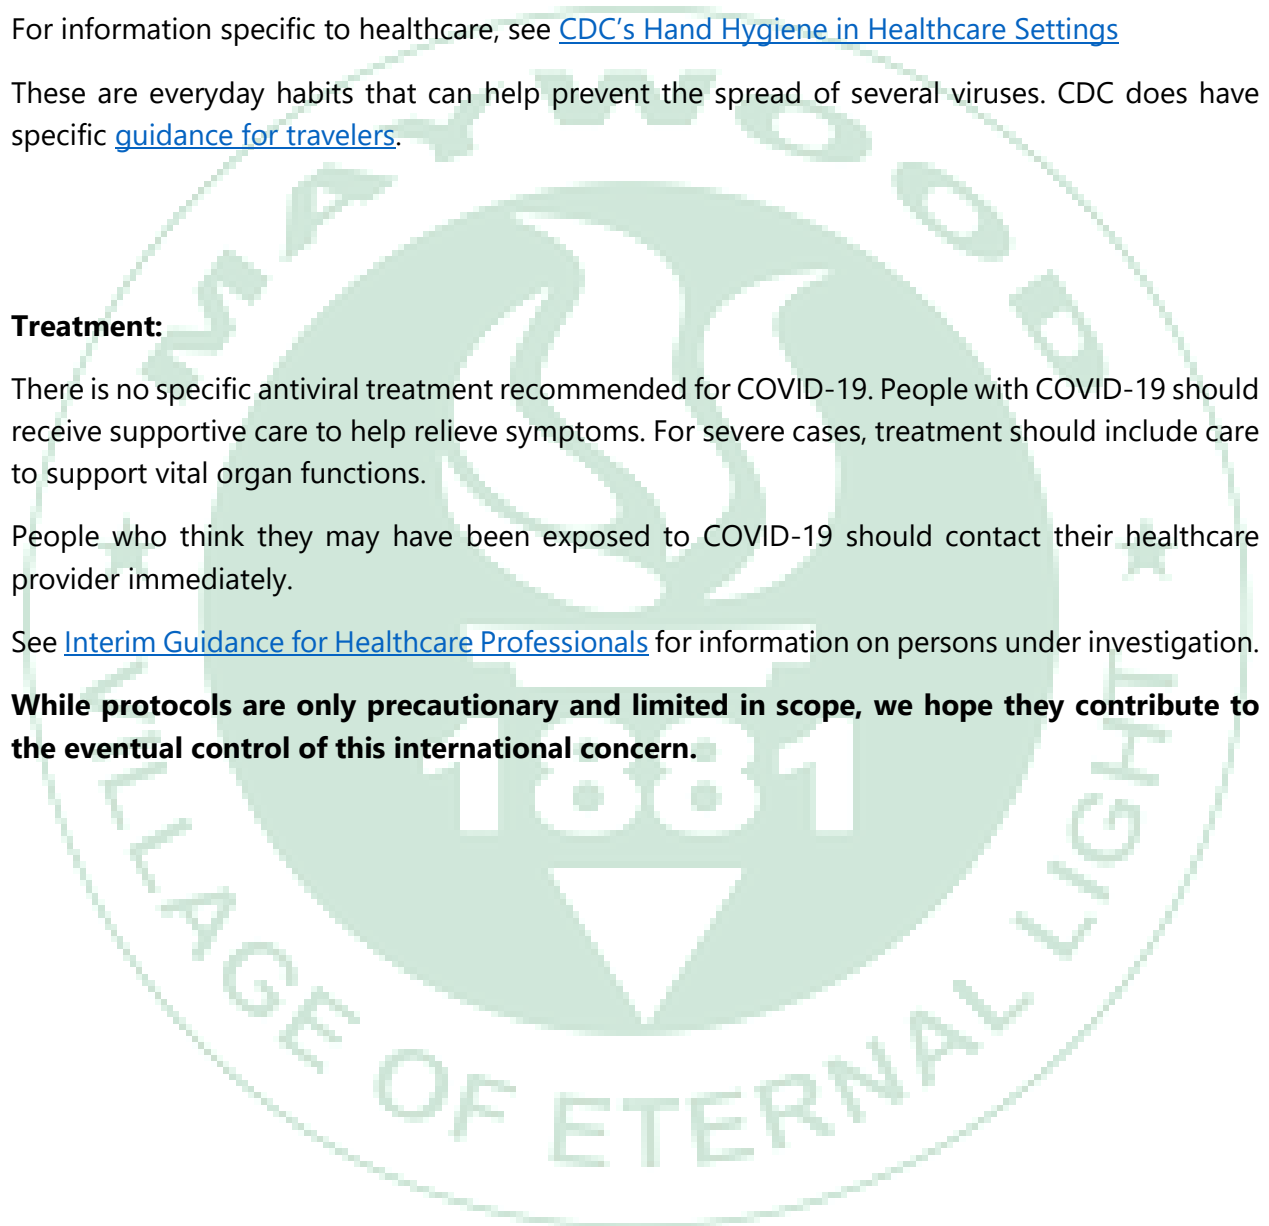 For information specific to healthcare, see CDC’s Hand Hygiene in Healthcare Settings
These are everyday habits that can help prevent the spread of several viruses. CDC does have
specific guidance for travelers.
Treatment:
There is no specific antiviral treatment recommended for COVID-19. People with COVID-19 should
receive supportive care to help relieve symptoms. For severe cases, treatment should include care
to support vital organ functions.
People who think they may have been exposed to COVID-19 should contact their healthcare
provider immediately.
See Interim Guidance for Healthcare Professionals for information on persons under investigation.
While protocols are only precautionary and limited in scope, we hope they contribute to
the eventual control of this international concern.
MAYWOOD
1881
VILLAGE OF ETERNAL LIGHT